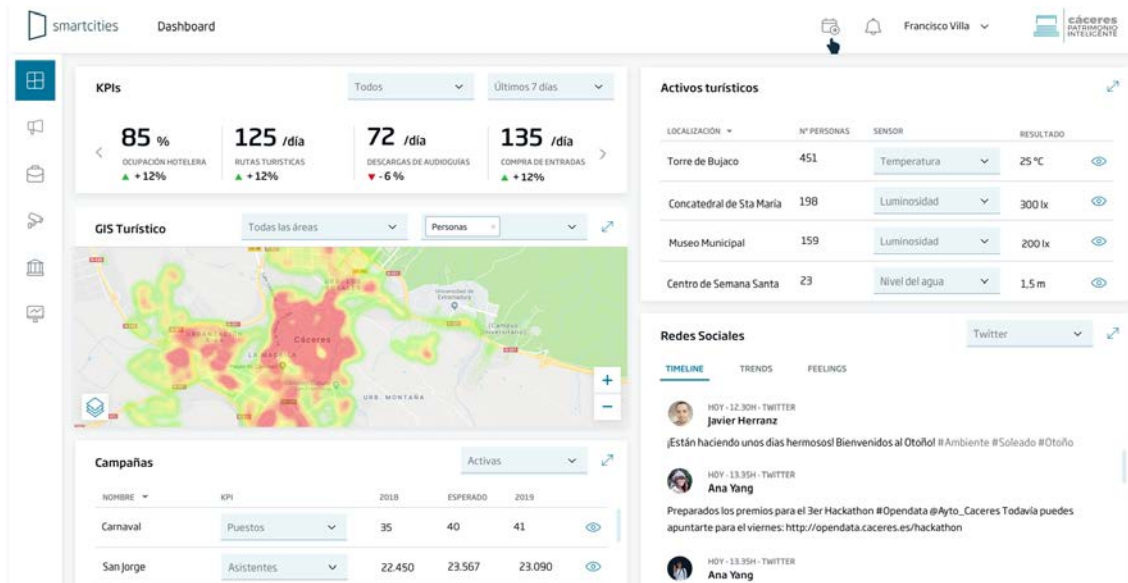 smartcities
Dashboard
Francisco Villa
cáceres
PATRIMONIO
INTELIGENTE
KPIs
Todos
Últimos 7 días
85 %
OCUPACIÓN HOTELERA
+12%
125 /día
RUTAS TURISTICAS
+12%
72 /día
DESCARGAS DE AUDIOGUÍAS
-6 %
135 /día
COMPRA DE ENTRADAS
+12%
GIS Turístico
Todas las áreas
Personas
Universidad de
Extremadura
Cáceres
URB. MONTAÑA
Campañas
Activas
NOMBRE KPI 2018 ESPERADO 2019
Carnaval Puestos 35 40 41
San Jorge Asistentes 22.450 23.567 23.090
Activos turísticos
LOCALIZACIÓN Nº PERSONAS SENSOR RESULTADO
Torre de Bujaco 451 Temperatura 25 ºC
Concatedral de Sta María 198 Luminosidad 300 lx
Museo Municipal 159 Luminosidad 200 lx
Centro de Semana Santa 23 Nivel del agua 1,5 m
Redes Sociales
Twitter
TIMELINE TRENDS FEELINGS
HOY - 12.30H - TWITTER
Javier Herranz
¡Están haciendo unos dias hermosos! Bienvenidos al Otoño! #Ambiente #Soleado #Otoño
HOY - 13.35H - TWITTER
Ana Yang
Preparados los premios para el 3er Hackathon #Opendata @Ayto_Caceres Todavía puedes
apuntarte para el viernes: http://opendata.caceres.es/hackathon
HOY - 13.35H - TWITTER
Ana Yang